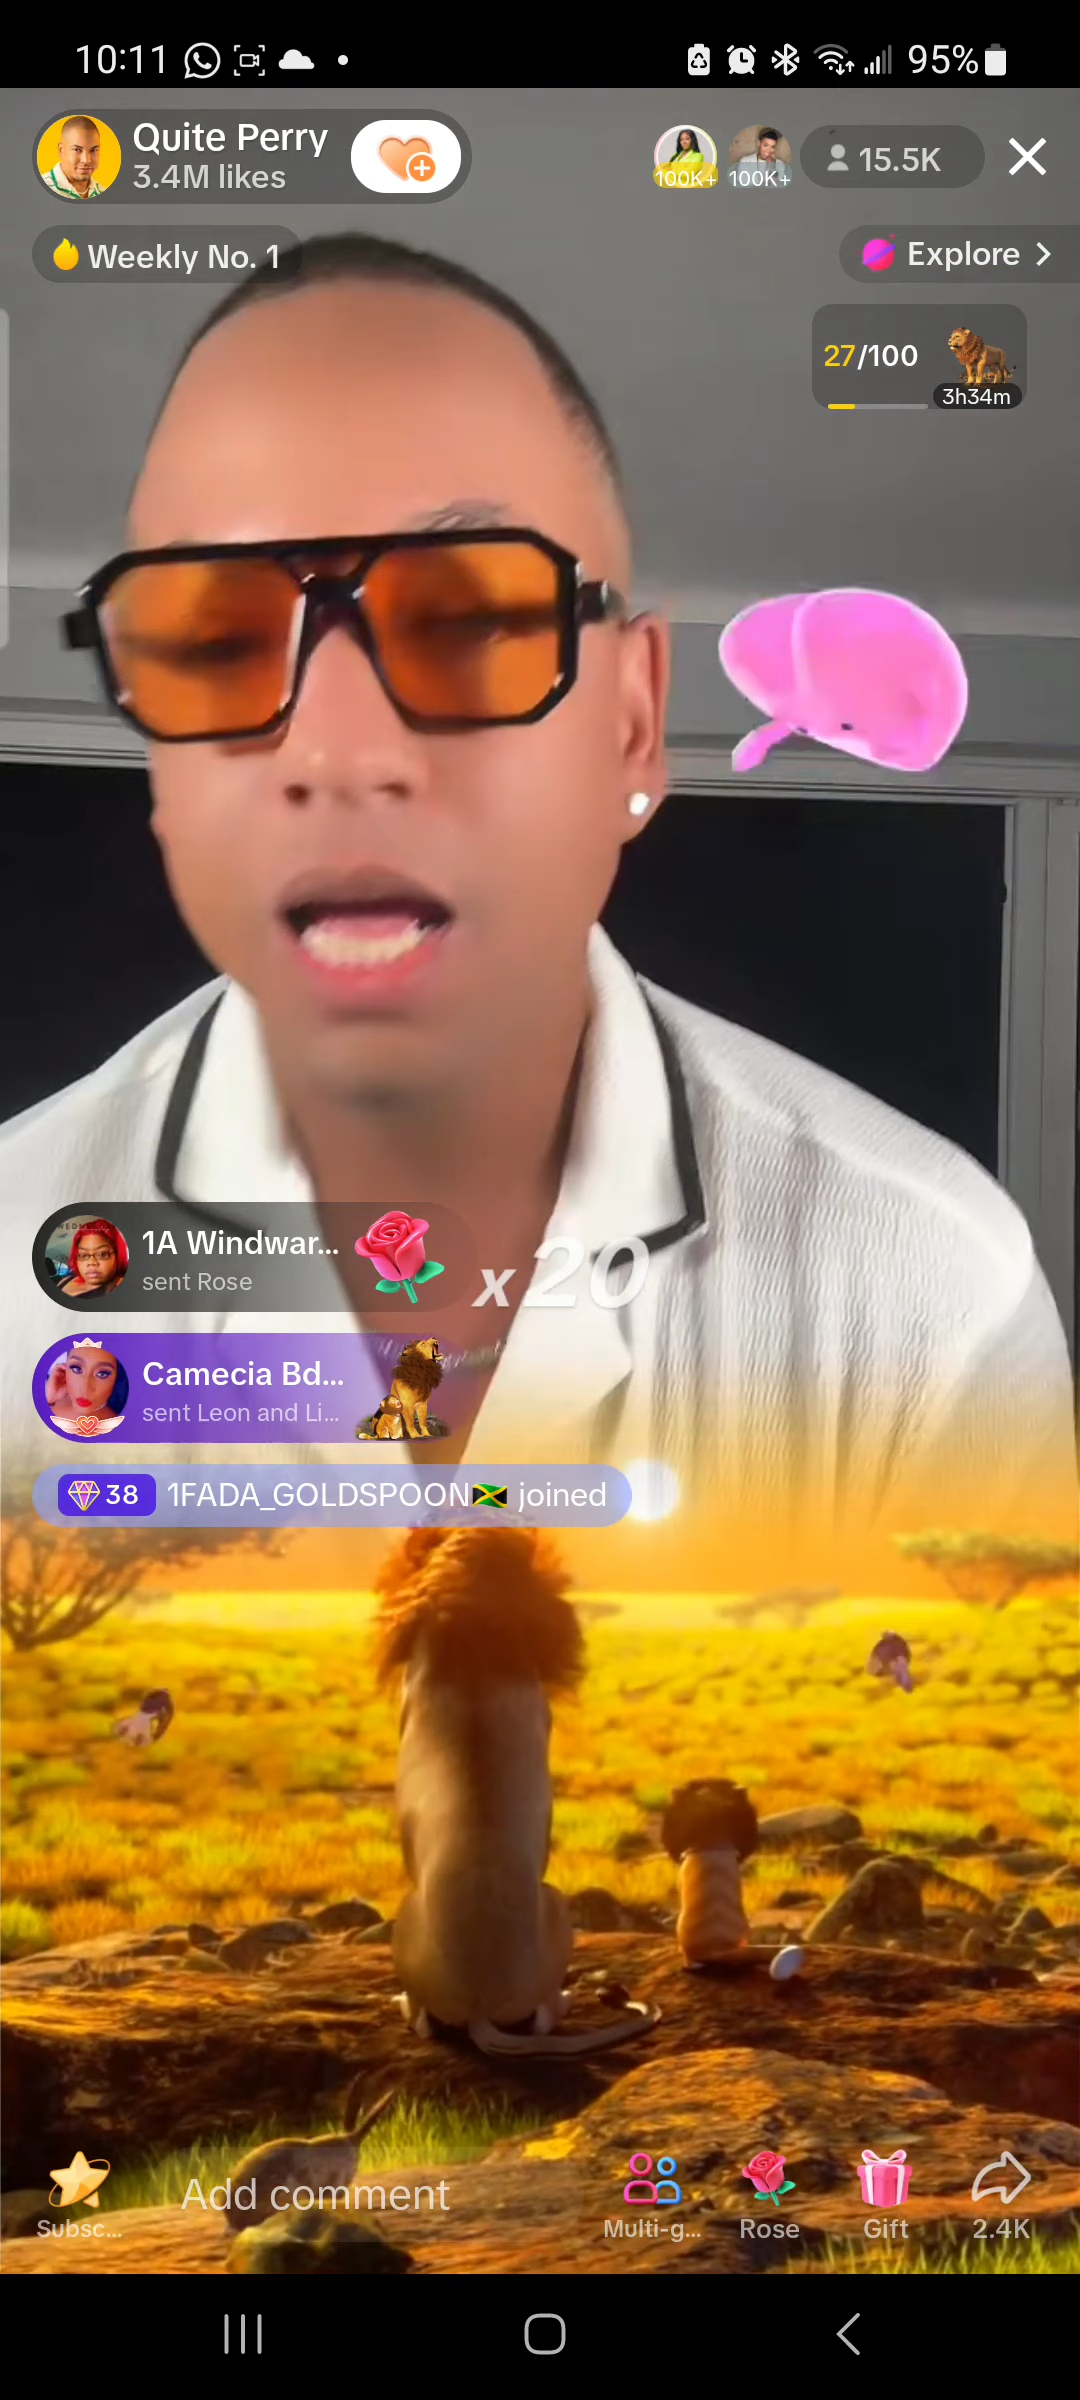 10:11
95%
Quite Perry
3.4M likes
100K+
100K+
15.5K
Weekly No. 1
Explore
27/100
3h34m
1A Windwar...
sent Rose
x20
Camecia Bd...
sent Leon and Li...
38 1FADA_GOLDSPOON🇯🇲 joined
Add comment
Subsc...
Multi-g...
Rose
Gift
2.4K